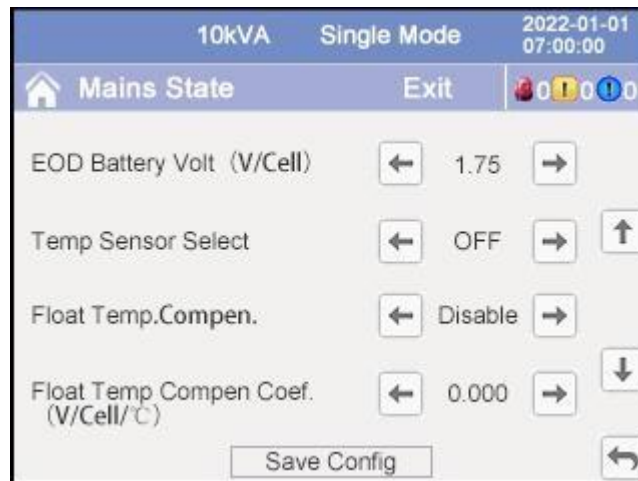 10kVA Single Mode 2022-01-01
07:00:00
Mains State Exit 0 ! 0 ! 0
EOD Battery Volt (V/Cell) 1.75
Temp Sensor Select OFF
Float Temp.Compen. Disable
Float Temp Compen Coef. 0.000
(V/Cell/℃)
Save Config